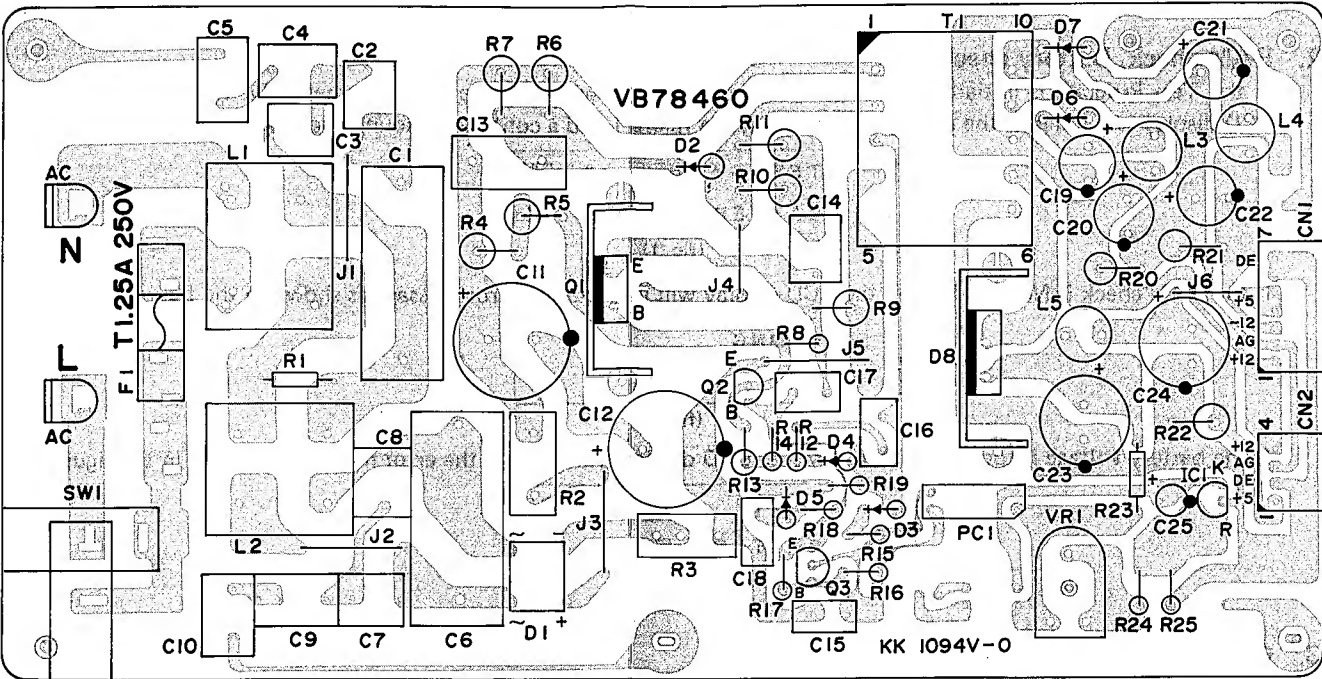 C5
C4
C2
R7
R6
1
T1
10
D7
C21
VB78460
D6
L4
C3
C13
R11
L3
L1
C1
D2
AC
R10
C19
N
T1.25A 250V
R5
C14
C20
C22
CN1
R4
5
6
R21
7
DE
J1
C11
Q1
E
J4
R20
J6
+
+
+5
B
R9
L5
-12
AG
+12
L
R8
J5
D8
F1
R1
E
Q2
C17
C24
1
AC
B
C12
+
+
4
CN2
C8
R
14
R
12
D4
C16
R22
+12
AG
DE
+5
SW1
R13
R19
C23
+
IC1
K
R2
D5
R18
D3
PC1
R23
C25
R
1
L2
J2
J3
~
-
R3
C18
R15
VR1
E
B
Q3
R16
R17
C10
C9
C7
C6
~
D1
+
C15
KK 1094V-0
R24
R25
+
+
+
+